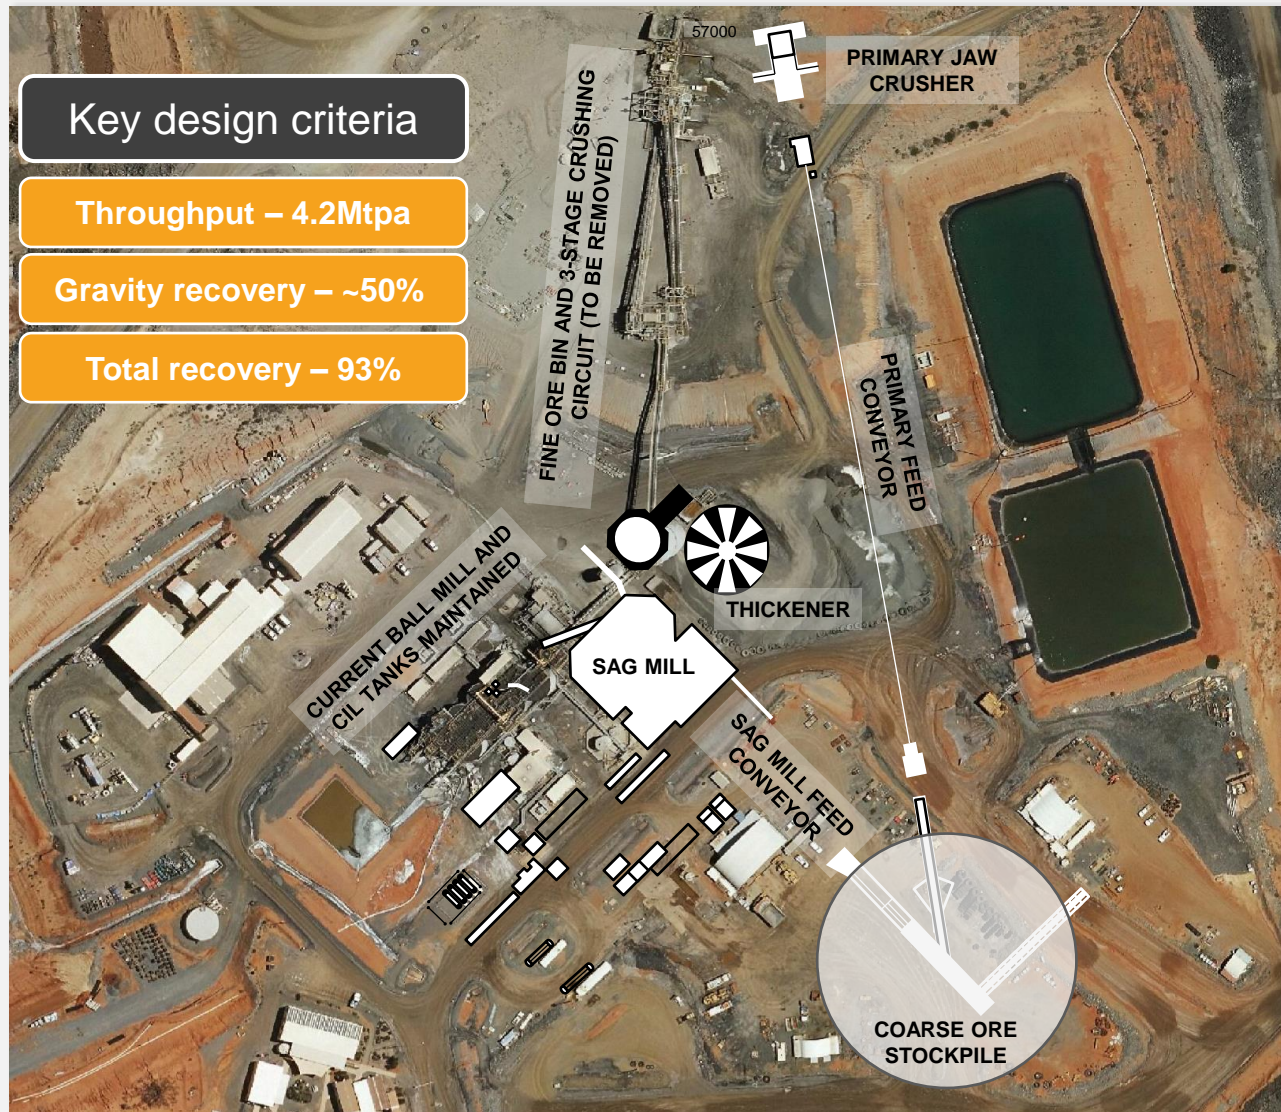 57000
PRIMARY JAW
CRUSHER
Key design criteria
Throughput – 4.2Mtpa
Gravity recovery – ~50%
Total recovery – 93%
FINE ORE BIN AND 3-STAGE CRUSHING
CIRCUIT (TO BE REMOVED)
PRIMARY FEED
CONVEYOR
CURRENT BALL MILL AND
CIL TANKS MAINTAINED
THICKENER
SAG MILL
SAG MILL FEED
CONVEYOR
COARSE ORE
STOCKPILE